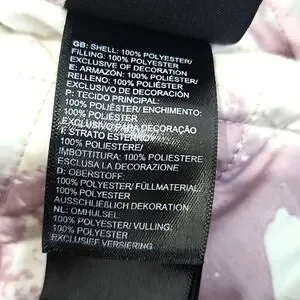 GB: SHELL: 100% POLYESTER/
FILLING: 100% POLYESTER/
EXCLUSIVE OF DECORATION
E: ARMAZÓN: 100% POLIÉSTER/
RELLENO: 100% POLIÉSTER/
EXCLUSIVO DE DECORACIÓN
P: TECIDO PRINCIPAL:
100% POLIÉSTER/ ENCHIMENTO:
100% POLIÉSTER/
EXCLUSIVO PARA DECORAÇÃO
I: STRATO ESTERNO:
100% POLIESTERE/
IMBOTTITURA: 100% POLIESTERE
ESCLUSA LA DECORAZIONE
D: OBERSTOFF:
100% POLYESTER/ FÜLLMATERIAL:
100% POLYESTER/
AUSSCHLIEßLICH DEKORATION
NL: OMHULSEL:
100% POLYESTER/ VULLING:
100% POLYESTER/
EXCLUSIEF VERSIERING